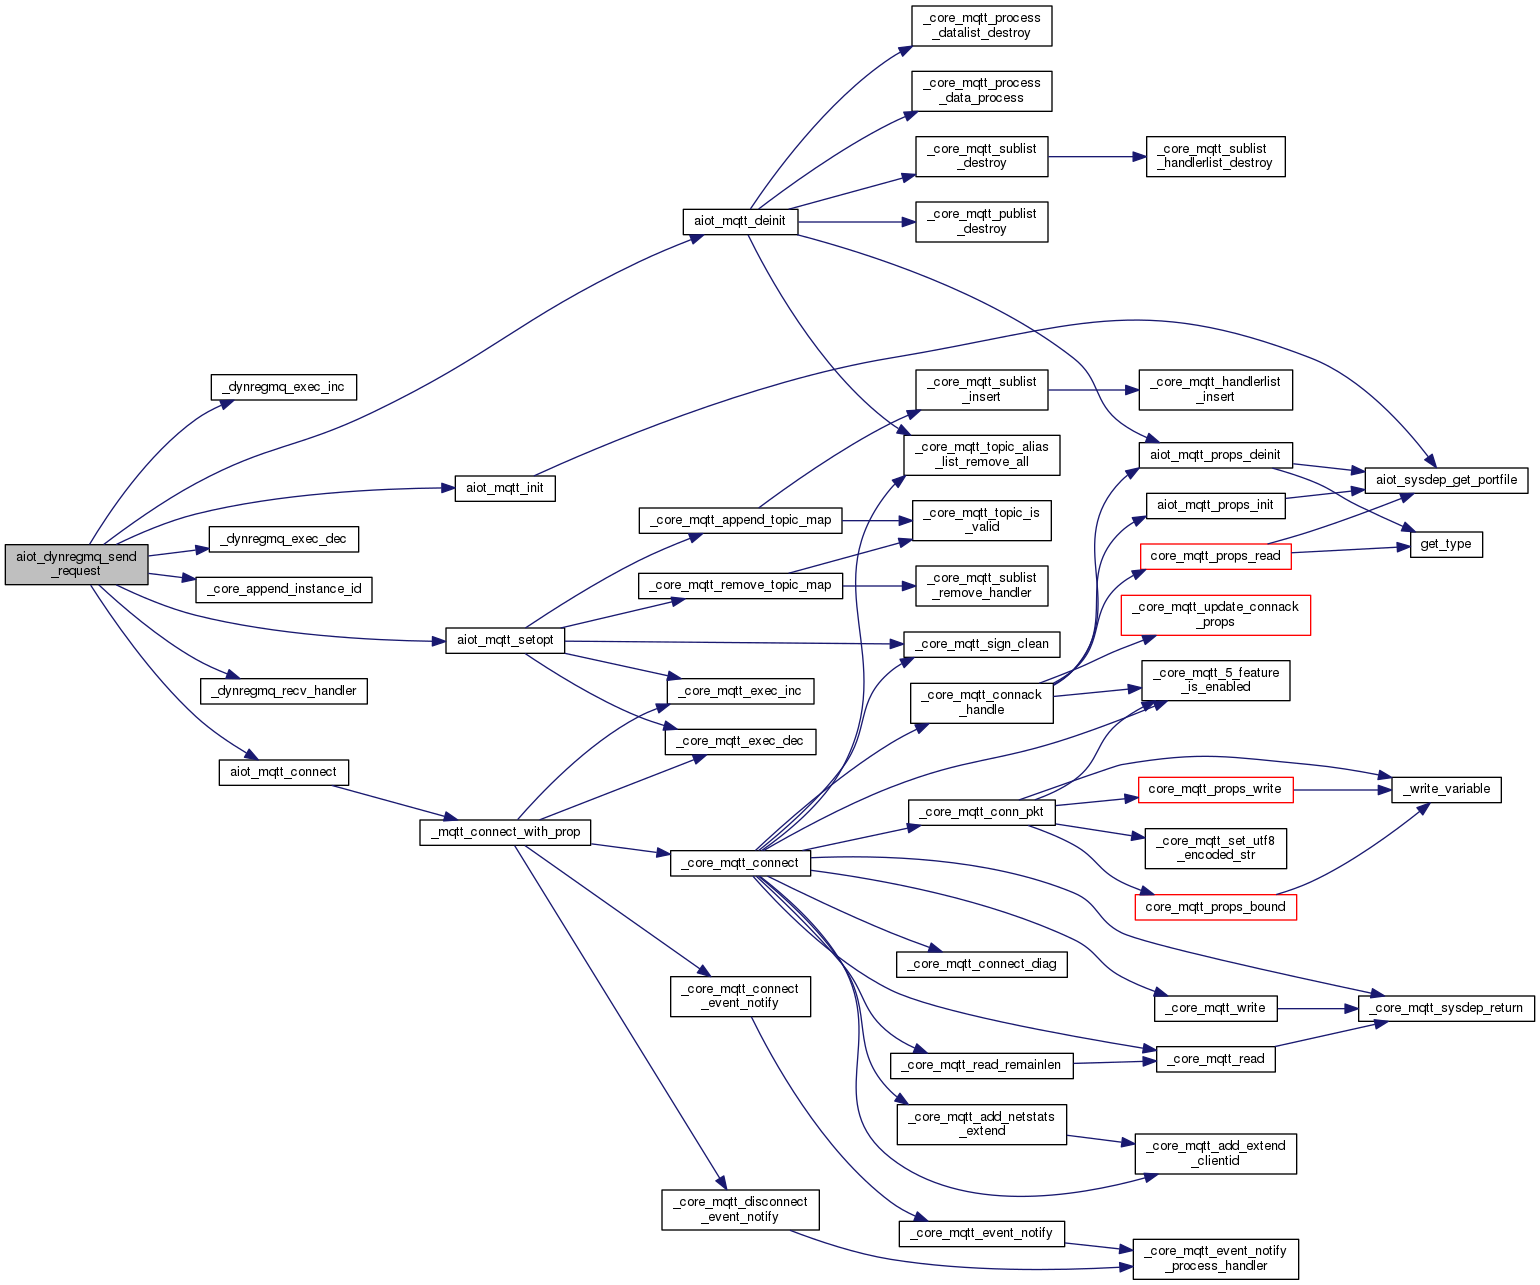 _core_mqtt_process
_datalist_destroy
_core_mqtt_process
_data_process
_core_mqtt_sublist
_destroy
_core_mqtt_sublist
_handlerlist_destroy
aiot_mqtt_deinit
_core_mqtt_publist
_destroy
_dynregmq_exec_inc
_core_mqtt_sublist
_insert
_core_mqtt_handlerlist
_insert
_core_mqtt_topic_alias
_list_remove_all
aiot_mqtt_props_deinit
aiot_sysdep_get_portfile
aiot_mqtt_init
aiot_mqtt_props_init
_core_mqtt_append_topic_map
_core_mqtt_topic_is
_valid
_dynregmq_exec_dec
get_type
aiot_dynregmq_send
_request
core_mqtt_props_read
_core_append_instance_id
_core_mqtt_remove_topic_map
_core_mqtt_sublist
_remove_handler
_core_mqtt_update_connack
_props
aiot_mqtt_setopt
_core_mqtt_sign_clean
_core_mqtt_5_feature
_is_enabled
_dynregmq_recv_handler
_core_mqtt_exec_inc
_core_mqtt_connack
_handle
_core_mqtt_exec_dec
aiot_mqtt_connect
core_mqtt_props_write
_write_variable
_core_mqtt_conn_pkt
_mqtt_connect_with_prop
_core_mqtt_set_utf8
_encoded_str
_core_mqtt_connect
core_mqtt_props_bound
_core_mqtt_connect_diag
_core_mqtt_connect
_event_notify
_core_mqtt_write
_core_mqtt_sysdep_return
_core_mqtt_read_remainlen
_core_mqtt_read
_core_mqtt_add_netstats
_extend
_core_mqtt_add_extend
_clientid
_core_mqtt_disconnect
_event_notify
_core_mqtt_event_notify
_core_mqtt_event_notify
_process_handler